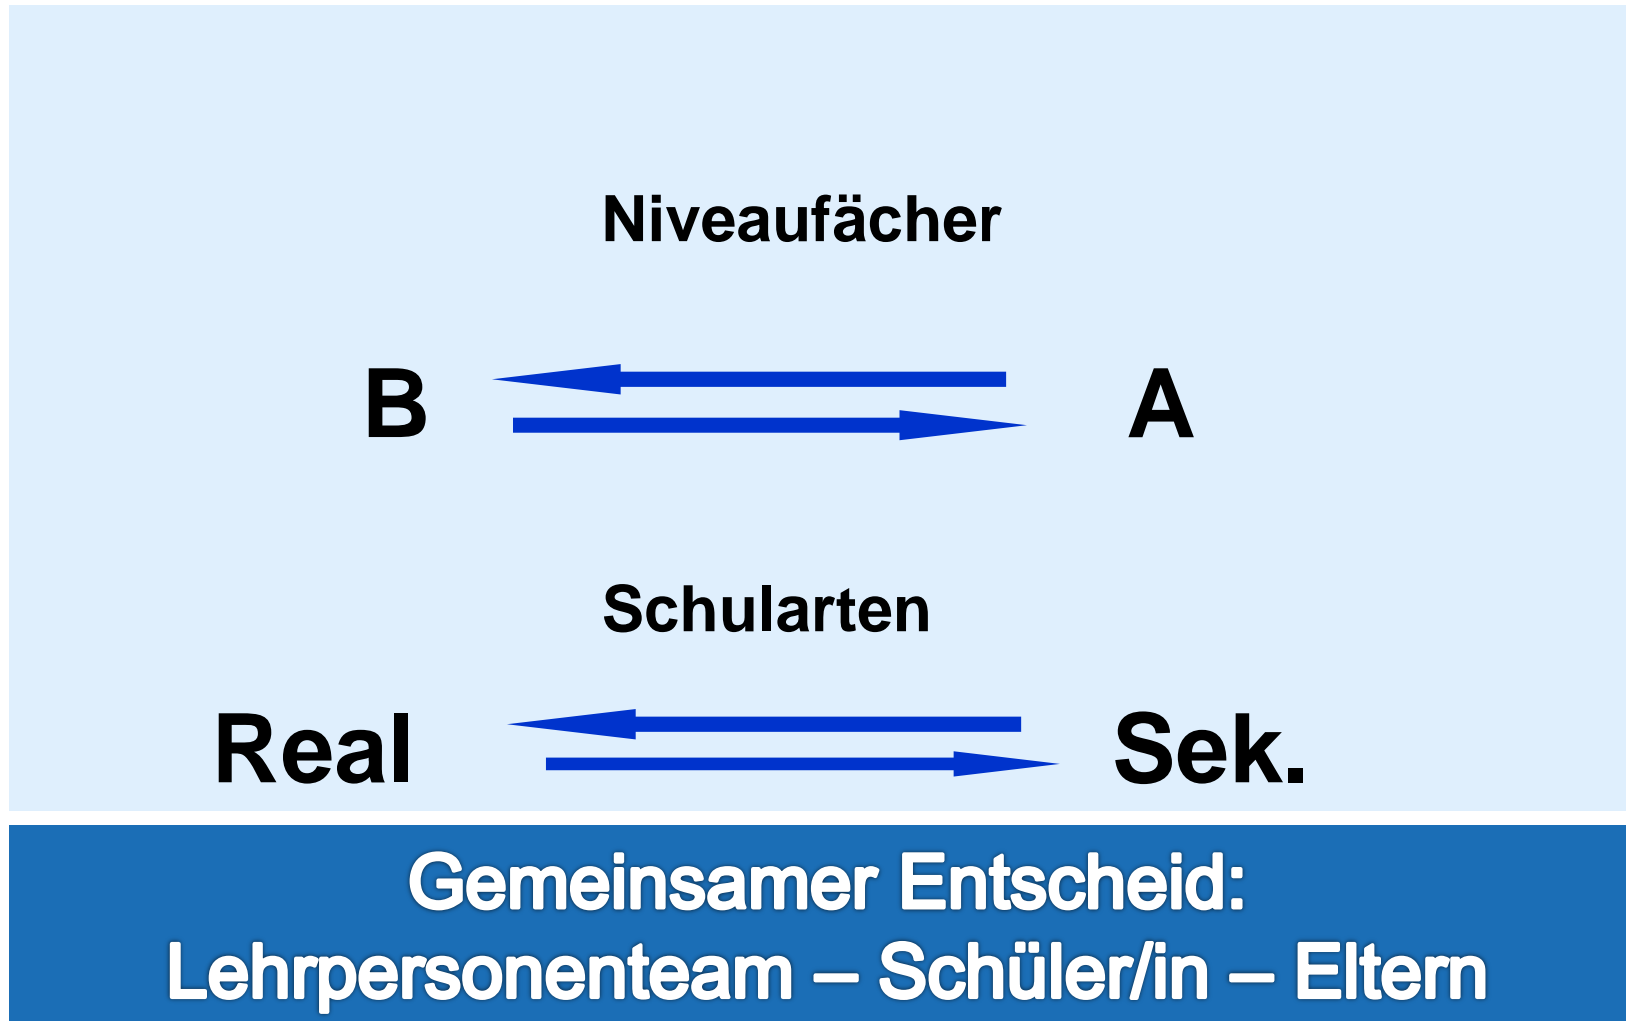 Niveaufächer
B A
Schularten
Real Sek.
Gemeinsamer Entscheid:
Lehrpersonenteam – Schüler/in – Eltern